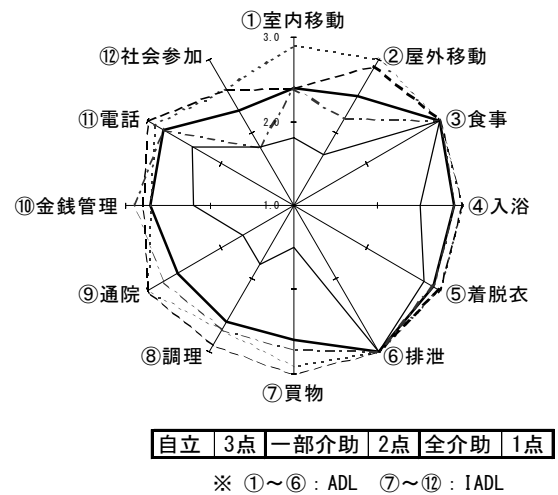 ①室内移動
3.0
⑫社会参加
②屋外移動
⑪電話
2.0
③食事
⑩金銭管理
1.0
④入浴
⑨通院
⑤着脱衣
⑧調理
⑥排泄
⑦買物
自立 3点 一部介助 2点 全介助 1点
※ ①～⑥：ADL ⑦～⑫：IADL